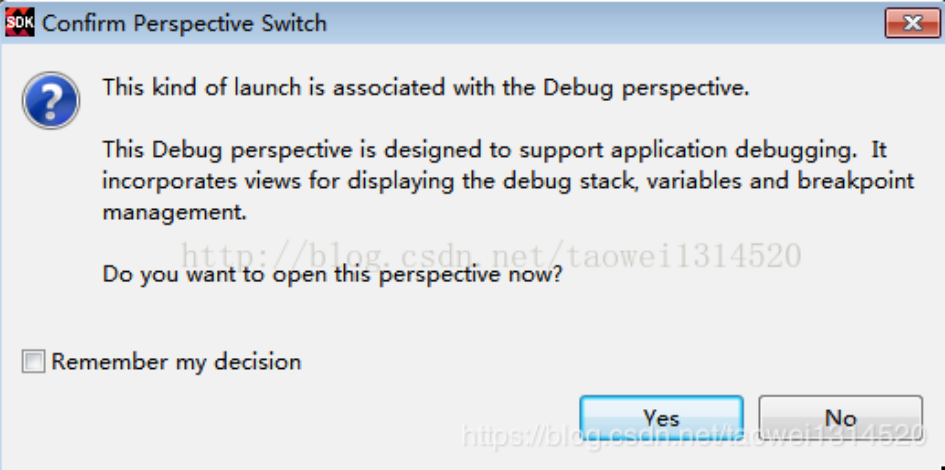 SDK Confirm Perspective Switch
This kind of launch is associated with the Debug perspective.
This Debug perspective is designed to support application debugging. It
incorporates views for displaying the debug stack, variables and breakpoint
management.
http://blog.csdn.net/taowei1314520
Do you want to open this perspective now?
Remember my decision
Yes No
https://blog.csdn.net/taowei1314520